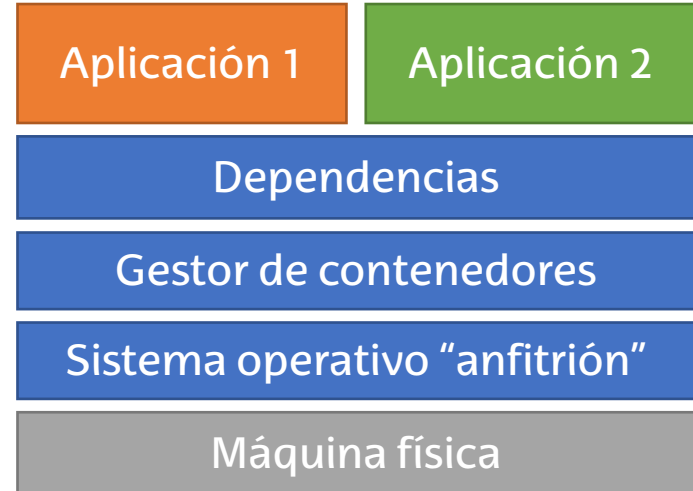 Aplicación 1
Aplicación 2
Dependencias
Gestor de contenedores
Sistema operativo “anfitrión”
Máquina física